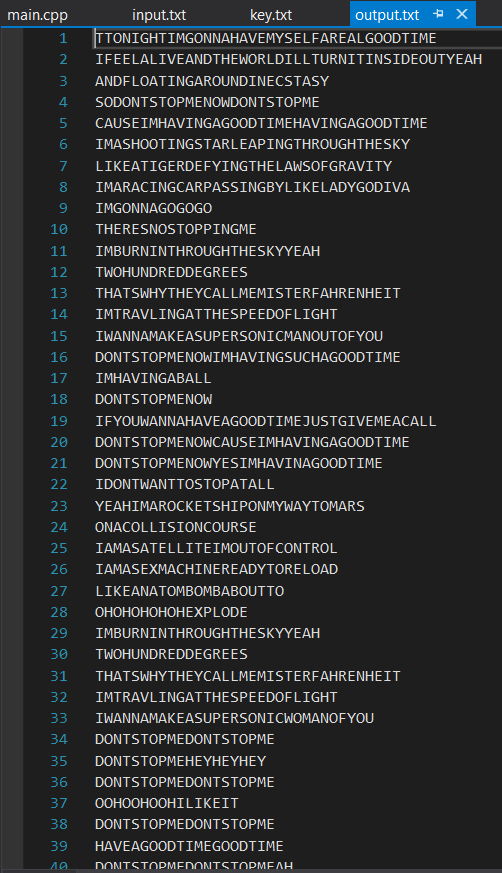 main.cpp input.txt key.txt output.txt
1 TTONIGHTIMGONNAHAVEMYSELFAREALGOODTIME
2 IFEELALIVEANDTHEWORLDILLTURNITINSIDEOUTYEAH
3 ANDFLOATINGAROUNDINECSTASY
4 SODONTSTOPMENOWDONTSTOPME
5 CAUSEIMHAVINGAGOODTIMEHAVINGAGOODTIME
6 IMASHOOTINGSTARLEAPINGTHROUGHTHESKY
7 LIKEATIGERDEFYINGTHELAWSOFGRAVITY
8 IMARACINGCARPASSINGBYLIKELADYGODIVA
9 IMGONNAGOGOGO
10 THERESNOSTOPPINGME
11 IMBURNINTHROUGHTHESKYYEAH
12 TWOHUNDREDDEGREES
13 THATSWHYTHEYCALLMEMISTERFAHRENHEIT
14 IMTRAVLINGATTHESPEEDOFLIGHT
15 IWANNAMAKEASUPERSONICMANOUTOFYOU
16 DONTSTOPMENOWIMHAVINGSUCHAGOODTIME
17 IMHAVINGABALL
18 DONTSTOPMENOW
19 IFYOUWANNAHAVEAGOODTIMEJUSTGIVEMEACALL
20 DONTSTOPMENOWCAUSEIMHAVINGAGOODTIME
21 DONTSTOPMENOWYESIMHAVINAGOODTIME
22 IDONTWANTTOSTOPATALL
23 YEAHIMAROCKETSHIPONMYWAYTOMARS
24 ONACOLLISIONCOURSE
25 IAMASATELLITEIMOUTOFCONTROL
26 IAMASEXMACHINEREADYTORELOAD
27 LIKEANATOMBOMBABOUTTO
28 OHOHOHOHOHEXPLODE
29 IMBURNINTHROUGHTHESKYYEAH
30 TWOHUNDREDDEGREES
31 THATSWHYTHEYCALLMEMISTERFAHRENHEIT
32 IMTRAVLINGATTHESPEEDOFLIGHT
33 IWANNAMAKEASUPERSONICWOMANOFYOU
34 DONTSTOPMEDONTSTOPME
35 DONTSTOPMEHEYHEYHEY
36 DONTSTOPMEDONTSTOPME
37 OOHOOHOOHILIKEIT
38 DONTSTOPMEDONTSTOPME
39 HAVEAGOODTIMEGOODTIME
40 DONTSTOPMEDONTSTOPMEAH